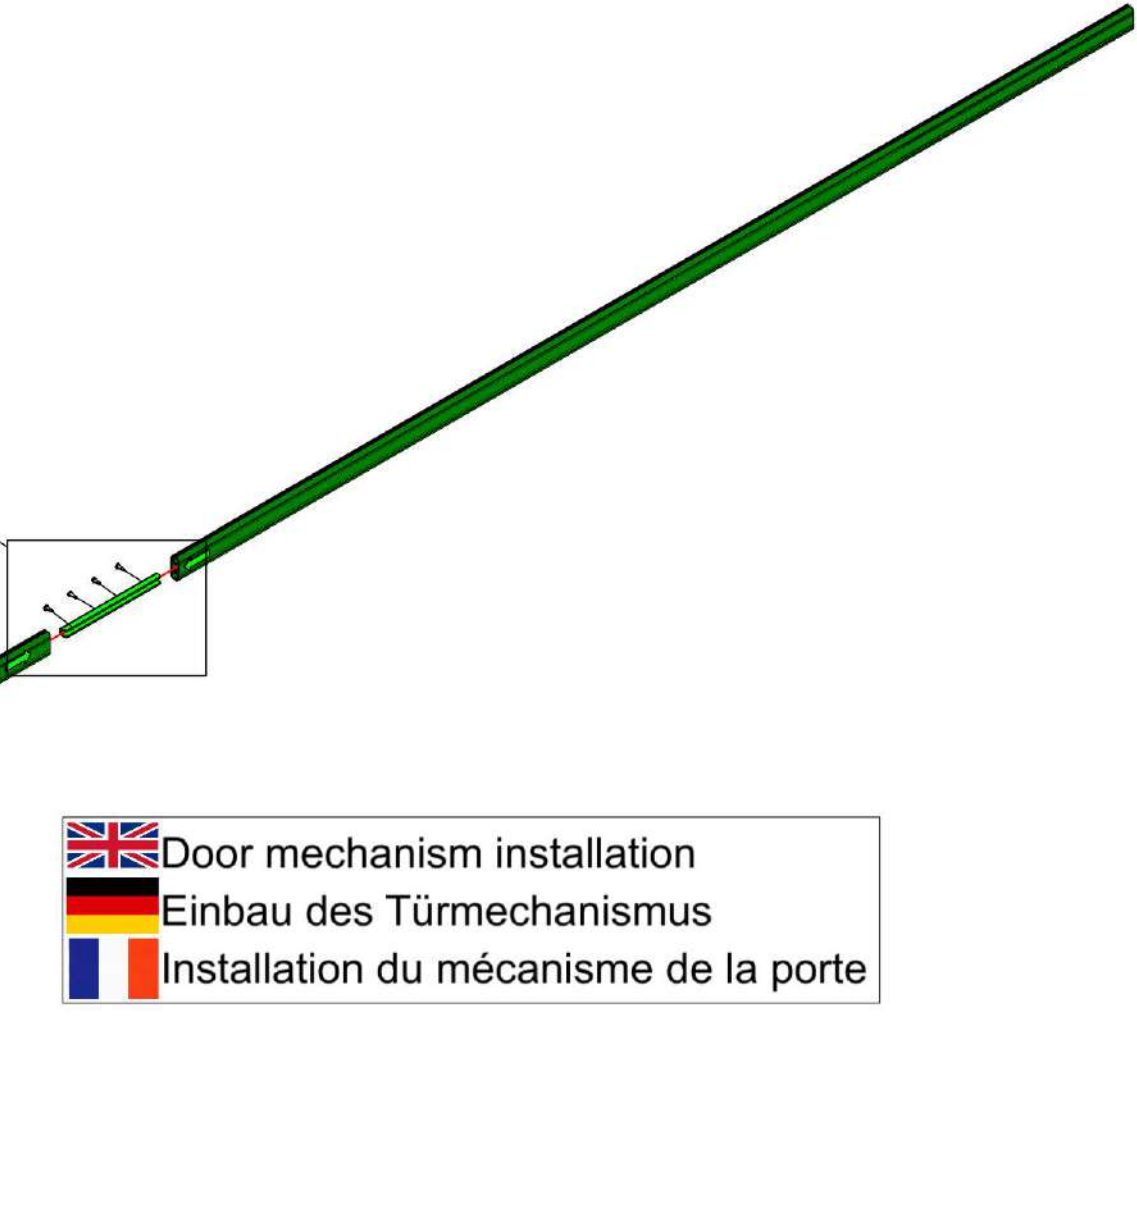 Door mechanism installation
Einbau des Türmechanismus
Installation du mécanisme de la porte